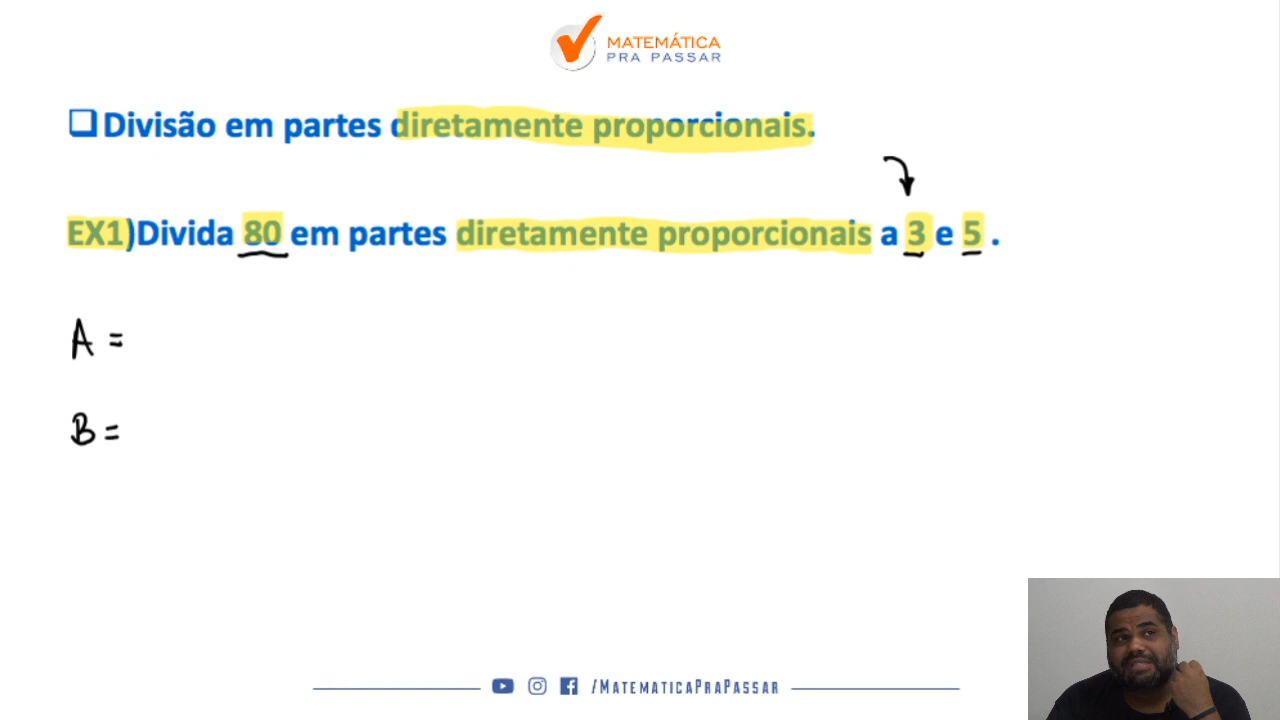 MATEMÁTICA
PRA PASSAR
Divisão em partes diretamente proporcionais.
EX1)Divida 80 em partes diretamente proporcionais a 3 e 5 .
A =
B =
/MATEMATICAPRAPASSAR